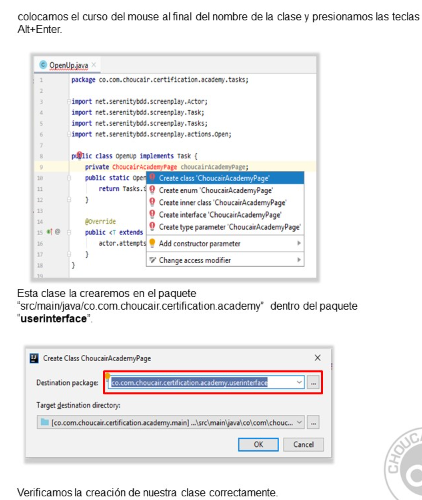 colocamos el curso del mouse al final del nombre de la clase y presionamos las teclas
Alt+Enter.
OpenUp.java ×
1 package co.com.choucair.certification.academy.tasks;
2
3 import net.serenitybdd.screenplay.Actor;
4 import net.serenitybdd.screenplay.Task;
5 import net.serenitybdd.screenplay.Tasks;
6 import net.serenitybdd.screenplay.actions.Open;
7
8 public class OpenUp implements Task {
9 private ChoucairAcademyPage choucairAcademyPage;
10 public static Open
Create class 'ChoucairAcademyPage'
11 return Tasks.
Create enum 'ChoucairAcademyPage'
12 }
Create inner class 'ChoucairAcademyPage'
13
Create interface 'ChoucairAcademyPage'
14 @Override
Create type parameter 'ChoucairAcademyPage'
15 public <T extends
16 actor.attempts
Add constructor parameter
17 }
Change access modifier
18 }
19
Esta clase la crearemos en el paquete
"src/main/java/co.com.choucair.certification.academy" dentro del paquete
"userinterface".
Create Class ChoucairAcademyPage
Destination package: co.com.choucair.certification.academy.userinterface ...
Target destination directory:
[co.com.choucair.certification.academy.main] ...\src\main\java\co\com\chouc... ...
OK Cancel
Verificamos la creación de nuestra clase correctamente.